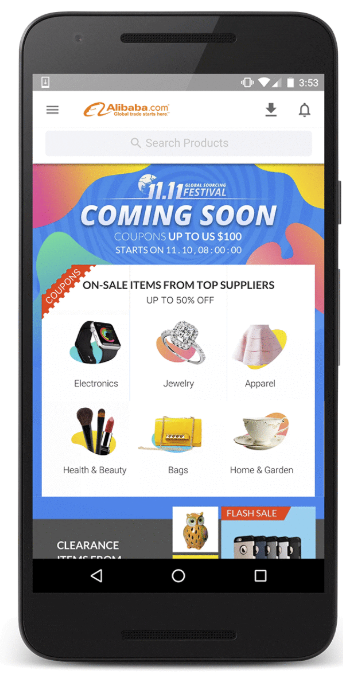 3:53
Alibaba.com
Global trade starts here.
Search Products
11.11 GLOBAL SOURCING FESTIVAL
COMING SOON
COUPONS UP TO US $100
STARTS ON 11 . 10 , 08 : 00 : 00
COUPONS
ON-SALE ITEMS FROM TOP SUPPLIERS
UP TO 50% OFF
Electronics
Jewelry
Apparel
Health & Beauty
Bags
Home & Garden
FLASH SALE
CLEARANCE
ITEMS FROM